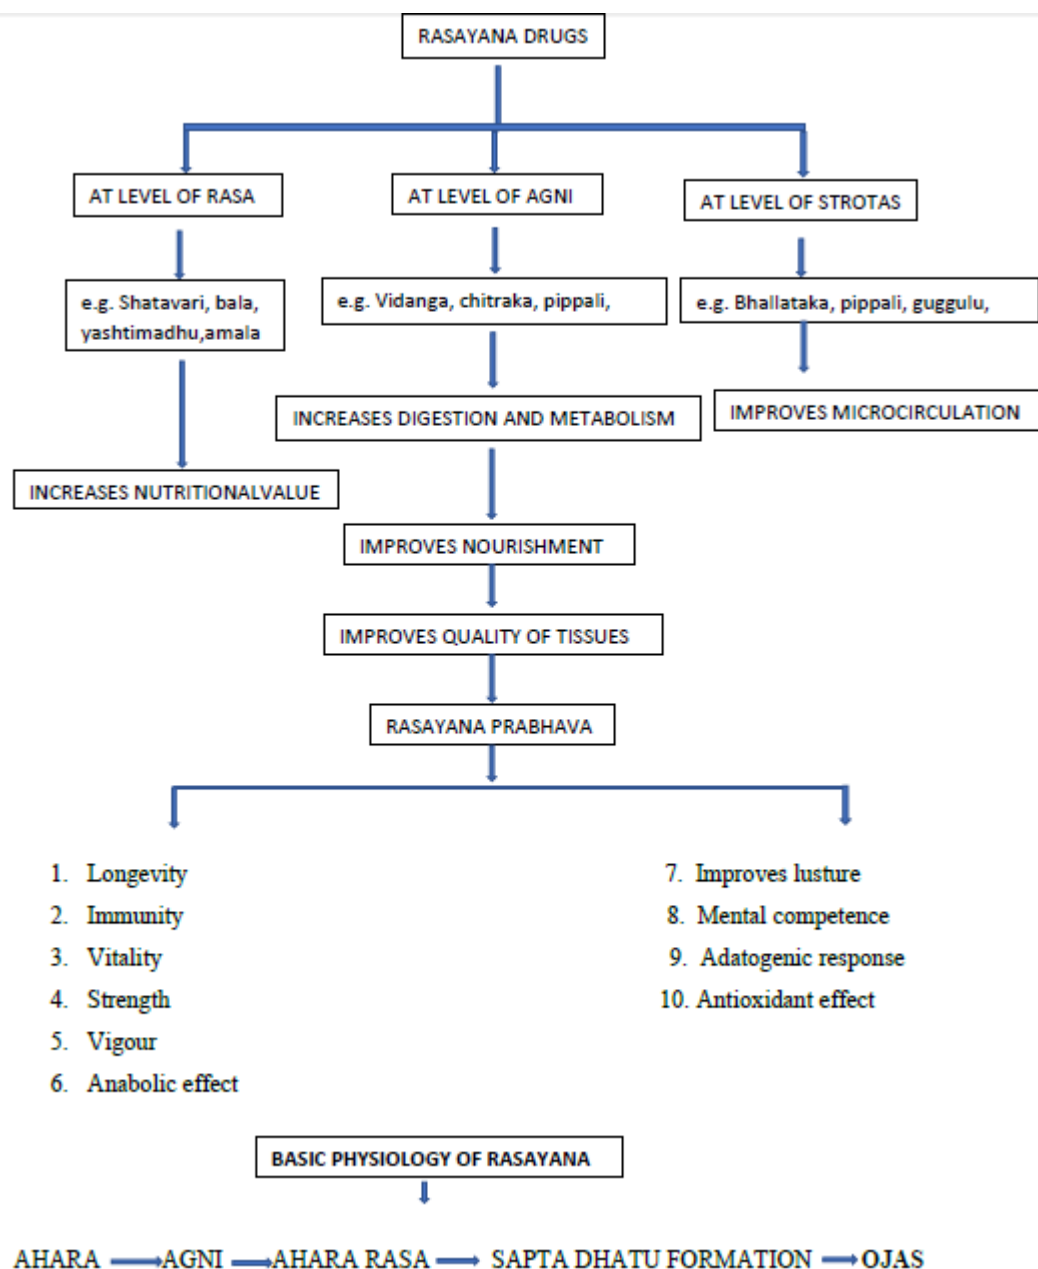 RASAYANA DRUGS
AT LEVEL OF RASA
AT LEVEL OF AGNI
AT LEVEL OF STROTAS
e.g. Shatavari, bala,
yashtimadhu,amala
e.g. Vidanga, chitraka, pippali,
e.g. Bhallataka, pippali, guggulu,
INCREASES DIGESTION AND METABOLISM
IMPROVES MICROCIRCULATION
INCREASES NUTRITIONALVALUE
IMPROVES NOURISHMENT
IMPROVES QUALITY OF TISSUES
RASAYANA PRABHAVA
1. Longevity
2. Immunity
3. Vitality
4. Strength
5. Vigour
6. Anabolic effect
7. Improves lusture
8. Mental competence
9. Adatogenic response
10. Antioxidant effect
BASIC PHYSIOLOGY OF RASAYANA
AHARA AGNI AHARA RASA SAPTA DHATU FORMATION OJAS